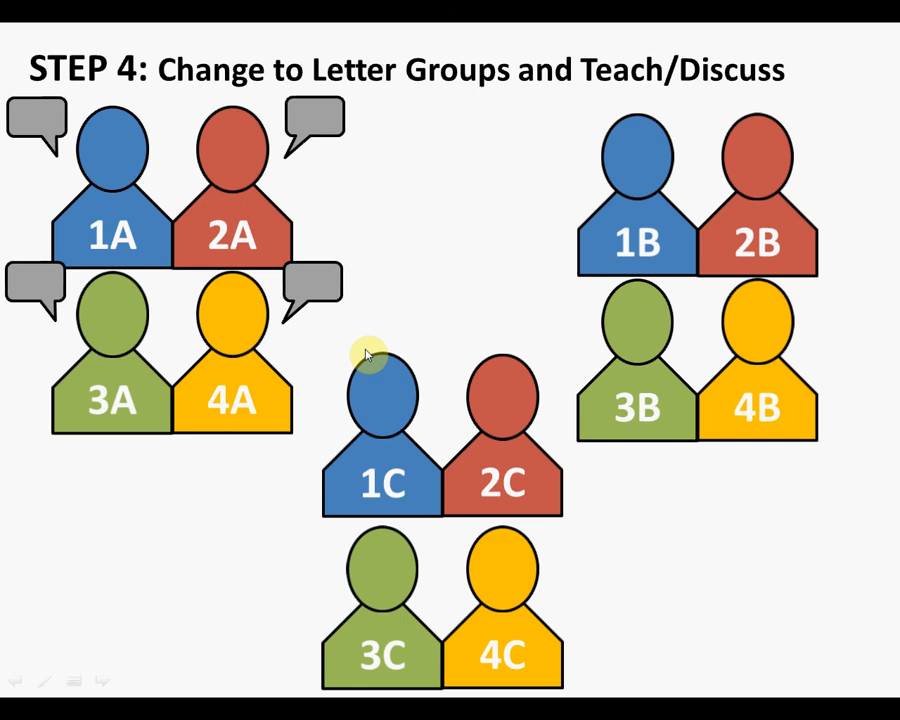 STEP 4: Change to Letter Groups and Teach/Discuss
1A 2A
1B 2B
3A 4A
3B 4B
1C 2C
3C 4C